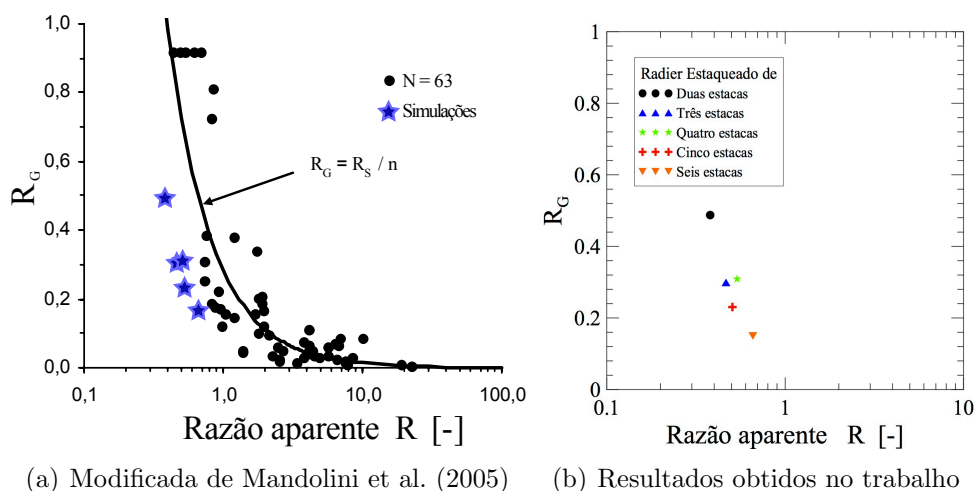 1,0
0,8
0,6
0,4
0,2
0,0
R_G
N = 63
Simulações
R_G = R_S / n
0,1
1,0
10,0
100,0
Razão aparente R [-]
(a) Modificada de Mandolini et al. (2005)
1
0.8
0.6
0.4
0.2
0
R_G
Radier Estaqueado de
Duas estacas
Três estacas
Quatro estacas
Cinco estacas
Seis estacas
0.1
1
10
Razão aparente R [-]
(b) Resultados obtidos no trabalho